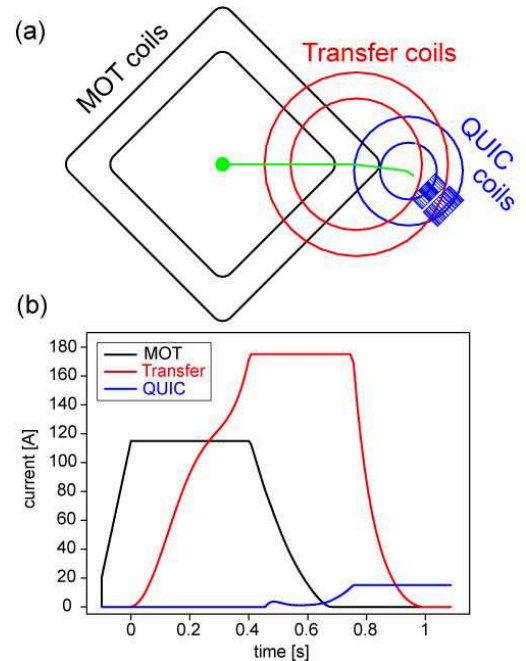 (a)
MOT coils
Transfer coils
QUIC
coils
(b)
180
160
140
120
100
80
60
40
20
0
current [A]
MOT
Transfer
QUIC
0
0.2
0.4
0.6
0.8
1
time [s]